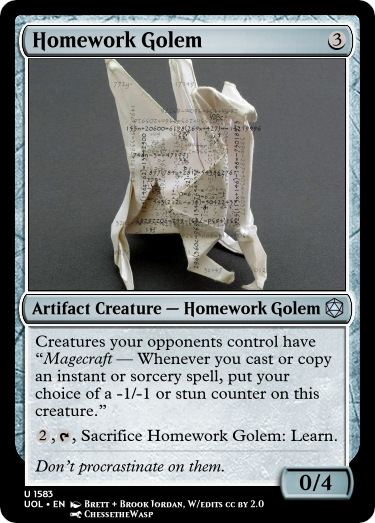 Homework Golem 3
Artifact Creature — Homework Golem
Creatures your opponents control have
“Magecraft — Whenever you cast or copy
an instant or sorcery spell, put your
choice of a -1/-1 or stun counter on this
creature.”
2, , Sacrifice Homework Golem: Learn.
Don't procrastinate on them.
0/4
U 1583
UOL • EN Brett + Brook Jordan, W/edits cc by 2.0
ChessetheWasp